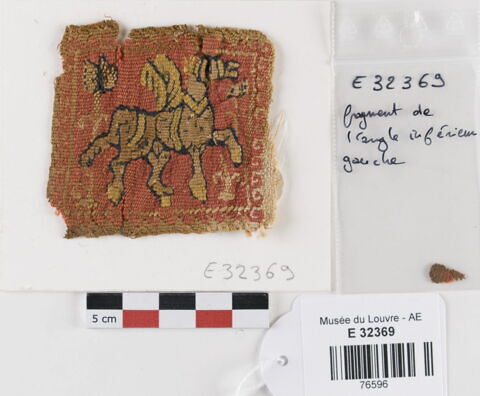 E 32369
fragment de
l'angle inférieur
gauche
E32369
5 cm
Musée du Louvre - AE
E 32369
76596